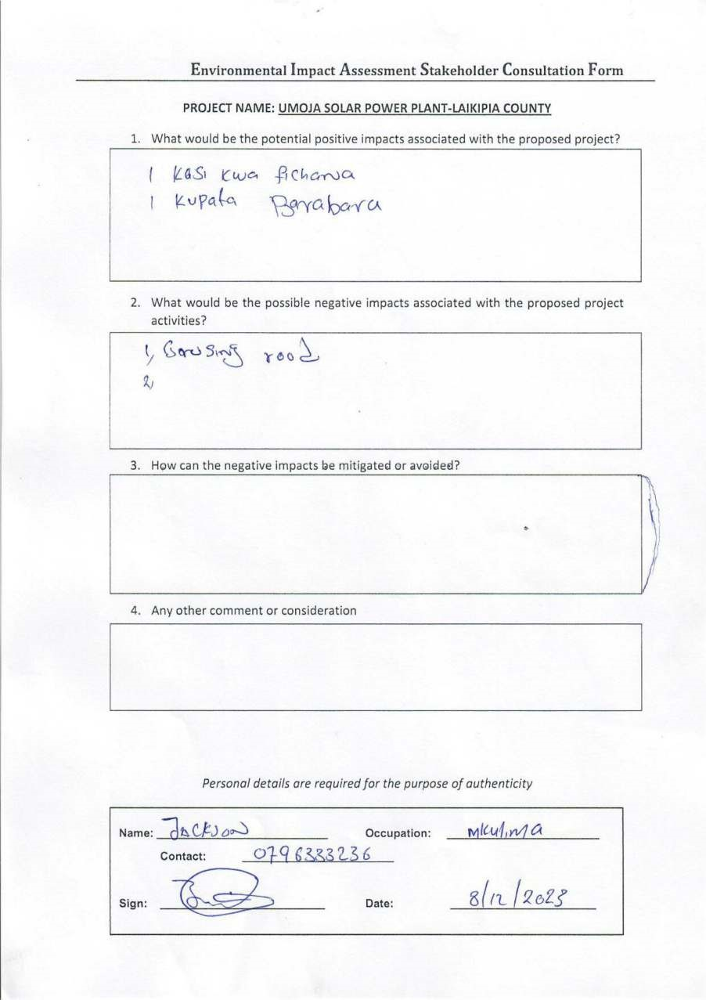 Environmental Impact Assessment Stakeholder Consultation Form
PROJECT NAME: UMOJA SOLAR POWER PLANT-LAIKIPIA COUNTY
1. What would be the potential positive impacts associated with the proposed project?
1 Kasi kwa fichana
1 Kupata Barabara
2. What would be the possible negative impacts associated with the proposed project
activities?
1, rood
2,
3. How can the negative impacts be mitigated or avoided?
4. Any other comment or consideration
Personal details are required for the purpose of authenticity
Name: Jackson Occupation: Mkulima
Contact: 0796333236
Sign: Date: 8/12/2023